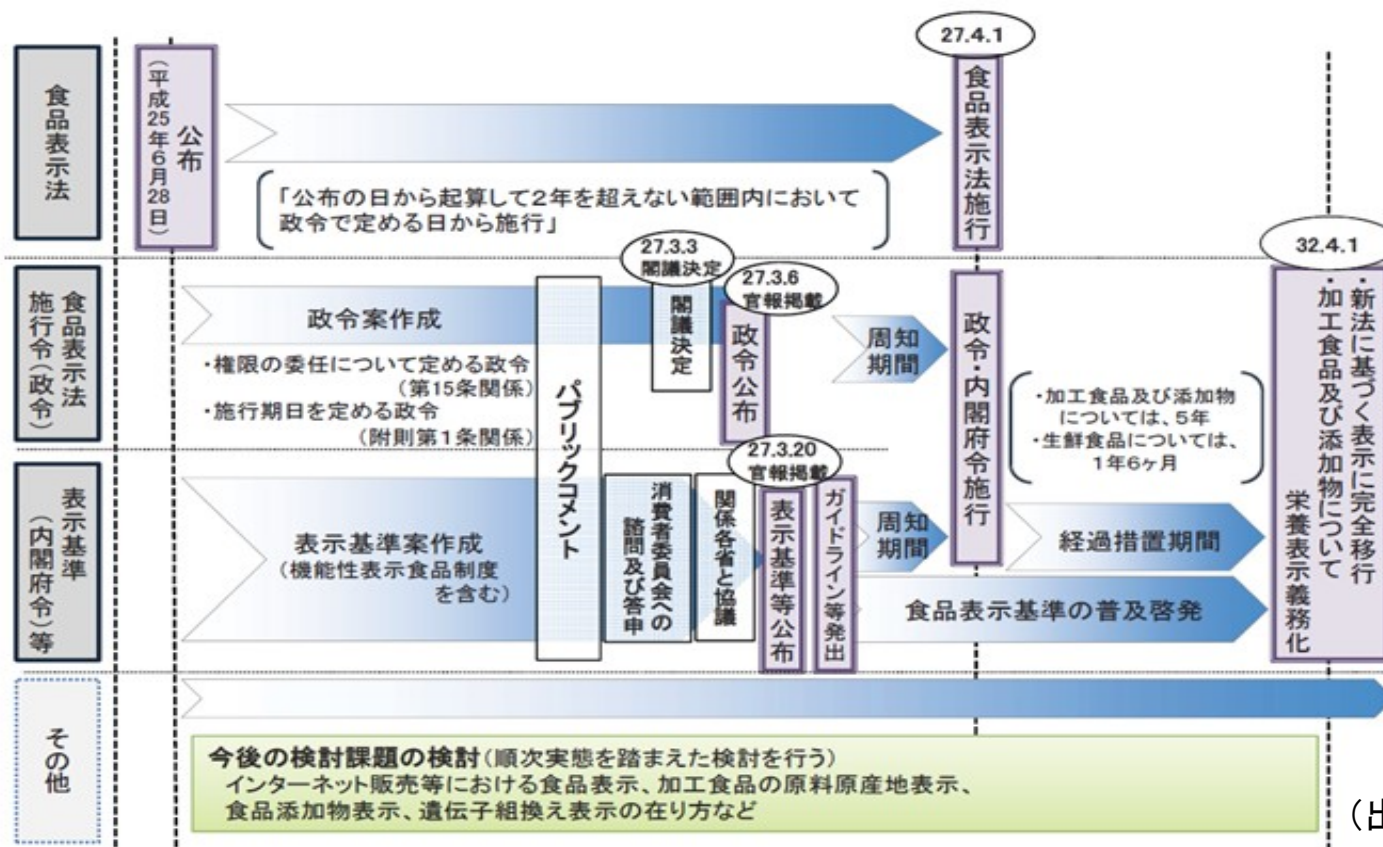 食品表示法
公布
（平成25年6月28日）
「公布の日から起算して2年を超えない範囲内において
政令で定める日から施行」
27.4.1
食品表示法施行
食品表示法
施行令（政令）
政令案作成
・権限の委任について定める政令
（第15条関係）
・施行期日を定める政令
（附則第1条関係）
パブリックコメント
27.3.3
閣議決定
閣議決定
27.3.6
官報掲載
政令公布
周知
期間
政令・内閣府令施行
・加工食品及び添加物
については、5年
・生鮮食品については、
1年6ヶ月
32.4.1
・新法に基づく表示に完全移行
・加工食品及び添加物について
栄養表示義務化
表示基準
（内閣府令）等
表示基準案作成
（機能性表示食品制度
を含む）
消費者委員会への
諮問及び答申
関係各省と協議
27.3.20
官報掲載
表示基準等公布
ガイドライン等発出
周知
期間
経過措置期間
食品表示基準の普及啓発
その他
今後の検討課題の検討（順次実態を踏まえた検討を行う）
インターネット販売等における食品表示、加工食品の原料原産地表示、
食品添加物表示、遺伝子組換え表示の在り方など
（出